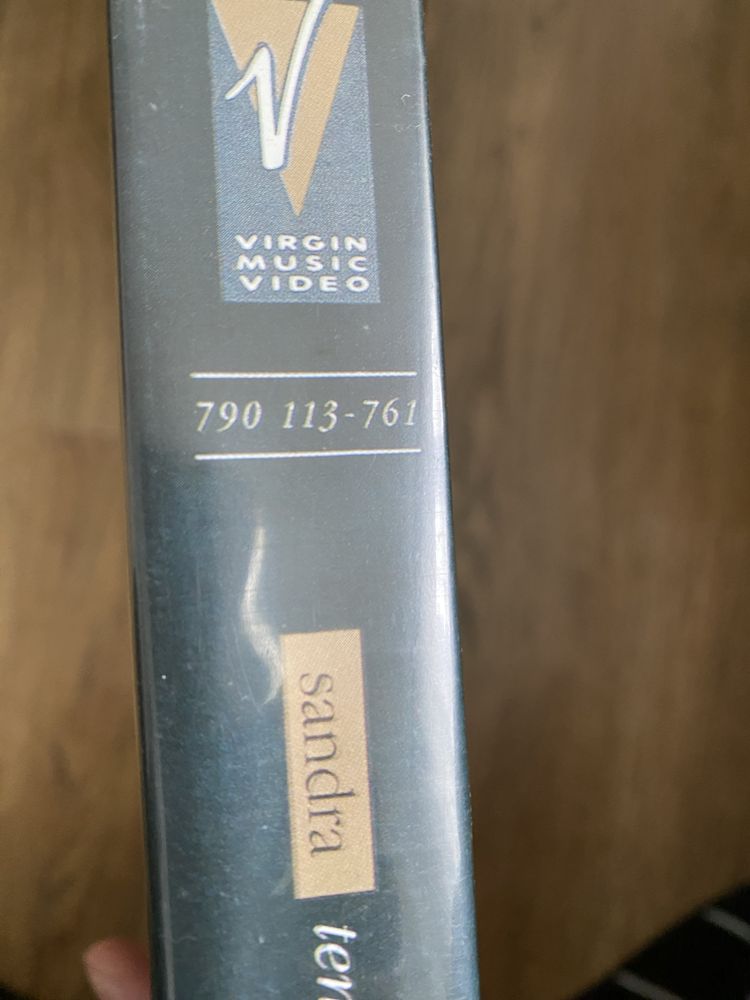 VIRGIN
MUSIC
VIDEO
790 113-761
sandra